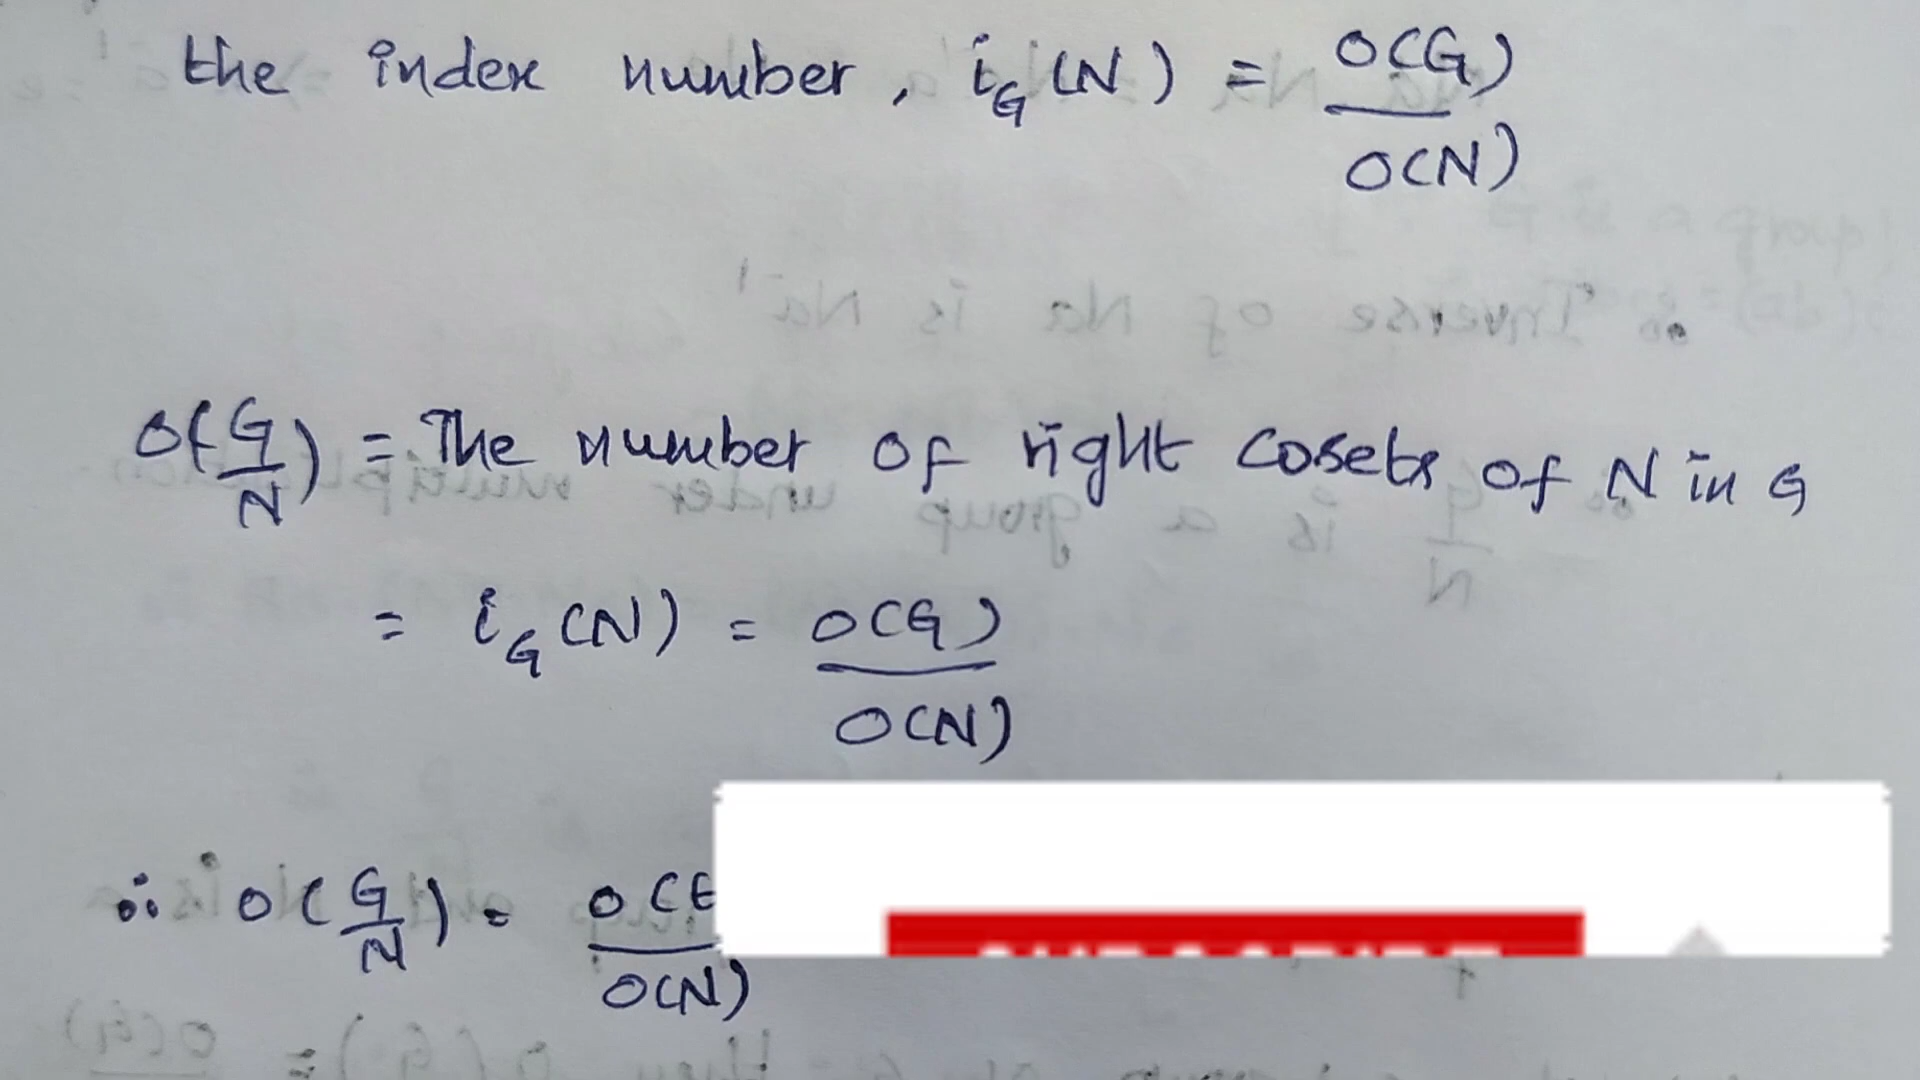 the index number, i_G(N) = O(G)/O(N)
O(G/N) = The number of right cosets of N in G
= i_G(N) = O(G)/O(N)
∴ O(G/N) = O(G/O(N)